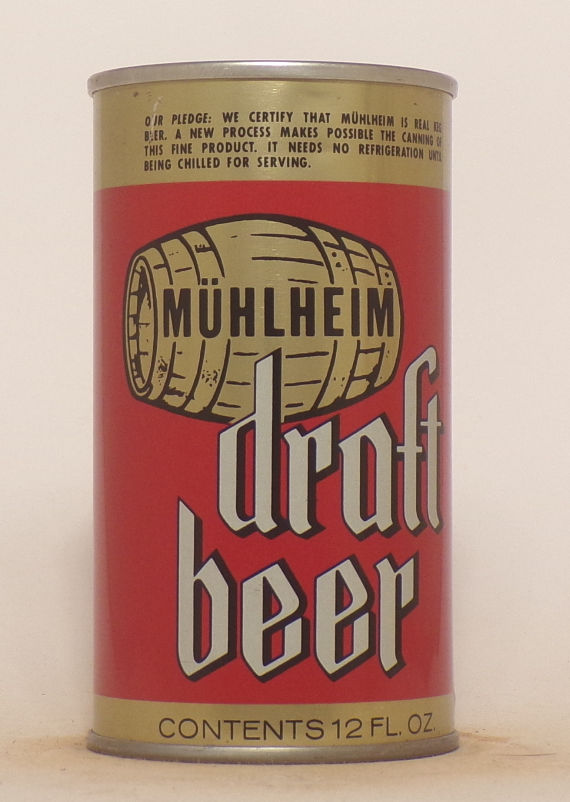 OUR PLEDGE: WE CERTIFY THAT MÜHLHEIM IS REAL KEG
BEER. A NEW PROCESS MAKES POSSIBLE THE CANNING OF
THIS FINE PRODUCT. IT NEEDS NO REFRIGERATION UNTIL
BEING CHILLED FOR SERVING.
MÜHLHEIM
draft
beer
CONTENTS 12 FL. OZ.